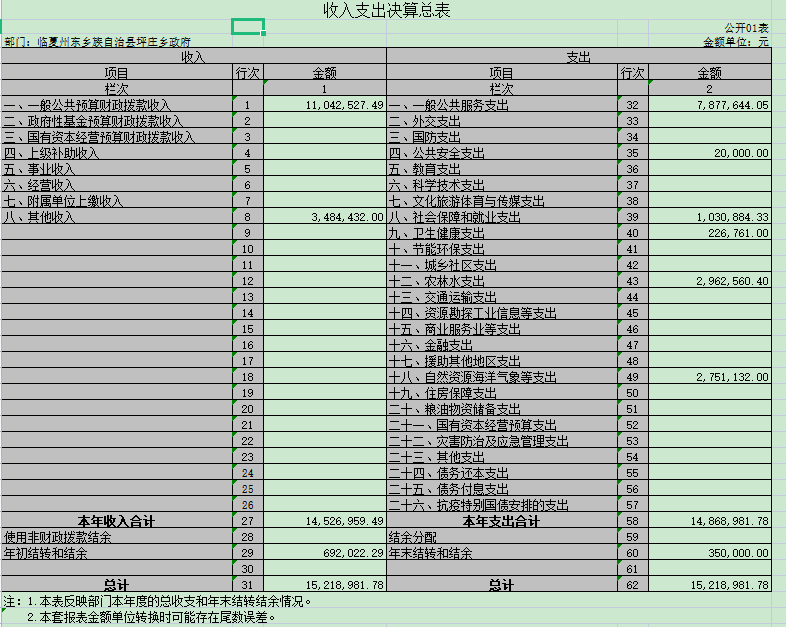 收入支出决算总表
公开01表
部门：临夏州东乡族自治县坪庄乡政府 金额单位：元
收入 支出
项目 行次 金额 项目 行次 金额
栏次 1 栏次 2
一、一般公共预算财政拨款收入 1 11,042,527.49 一、一般公共服务支出 32 7,877,644.05
二、政府性基金预算财政拨款收入 2 二、外交支出 33
三、国有资本经营预算财政拨款收入 3 三、国防支出 34
四、上级补助收入 4 四、公共安全支出 35 20,000.00
五、事业收入 5 五、教育支出 36
六、经营收入 6 六、科学技术支出 37
七、附属单位上缴收入 7 七、文化旅游体育与传媒支出 38
八、其他收入 8 3,484,432.00 八、社会保障和就业支出 39 1,030,884.33
9 九、卫生健康支出 40 226,761.00
10 十、节能环保支出 41
11 十一、城乡社区支出 42
12 十二、农林水支出 43 2,962,560.40
13 十三、交通运输支出 44
14 十四、资源勘探工业信息等支出 45
15 十五、商业服务业等支出 46
16 十六、金融支出 47
17 十七、援助其他地区支出 48
18 十八、自然资源海洋气象等支出 49 2,751,132.00
19 十九、住房保障支出 50
20 二十、粮油物资储备支出 51
21 二十一、国有资本经营预算支出 52
22 二十二、灾害防治及应急管理支出 53
23 二十三、其他支出 54
24 二十四、债务还本支出 55
25 二十五、债务付息支出 56
26 二十六、抗疫特别国债安排的支出 57
本年收入合计 27 14,526,959.49 本年支出合计 58 14,868,981.78
使用非财政拨款结余 28 结余分配 59
年初结转和结余 29 692,022.29 年末结转和结余 60 350,000.00
30 61
总计 31 15,218,981.78 总计 62 15,218,981.78
注：1.本表反映部门本年度的总收支和年末结转结余情况。
2.本套报表金额单位转换时可能存在尾数误差。